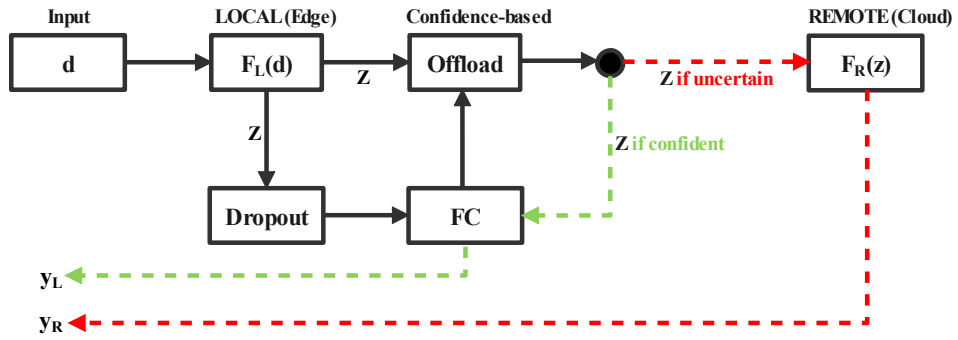 Input
LOCAL (Edge)
Confidence-based
REMOTE (Cloud)
d
F_L(d)
Z
Offload
Z if uncertain
F_R(z)
Z
Z if confident
Dropout
FC
y_L
y_R